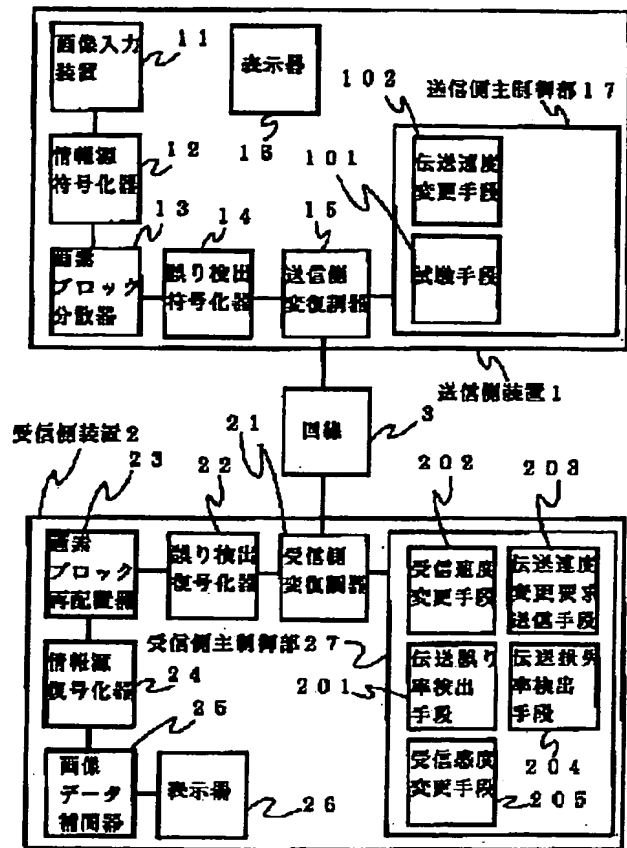 画像入力
装置
11
表示器
16
102
送信側主制御部17
伝送速度
変更手段
情報源
符号化器
12
101
13
14
15
試験手段
画素
ブロック
分散器
誤り検出
符号化器
送信側
変復調器
送信側装置1
回線
3
受信側装置2
23
22
21
202
203
画素
ブロック
再配置器
誤り検出
復号化器
受信側
変復調器
受信速度
変更手段
伝送速度
変更要求
送信手段
受信側主制御部27
情報源
復号化器
24
201
伝送誤り
率検出
手段
伝送損失
率検出
手段
25
204
画像
データ
補間器
表示器
26
受信感度
変更手段
205